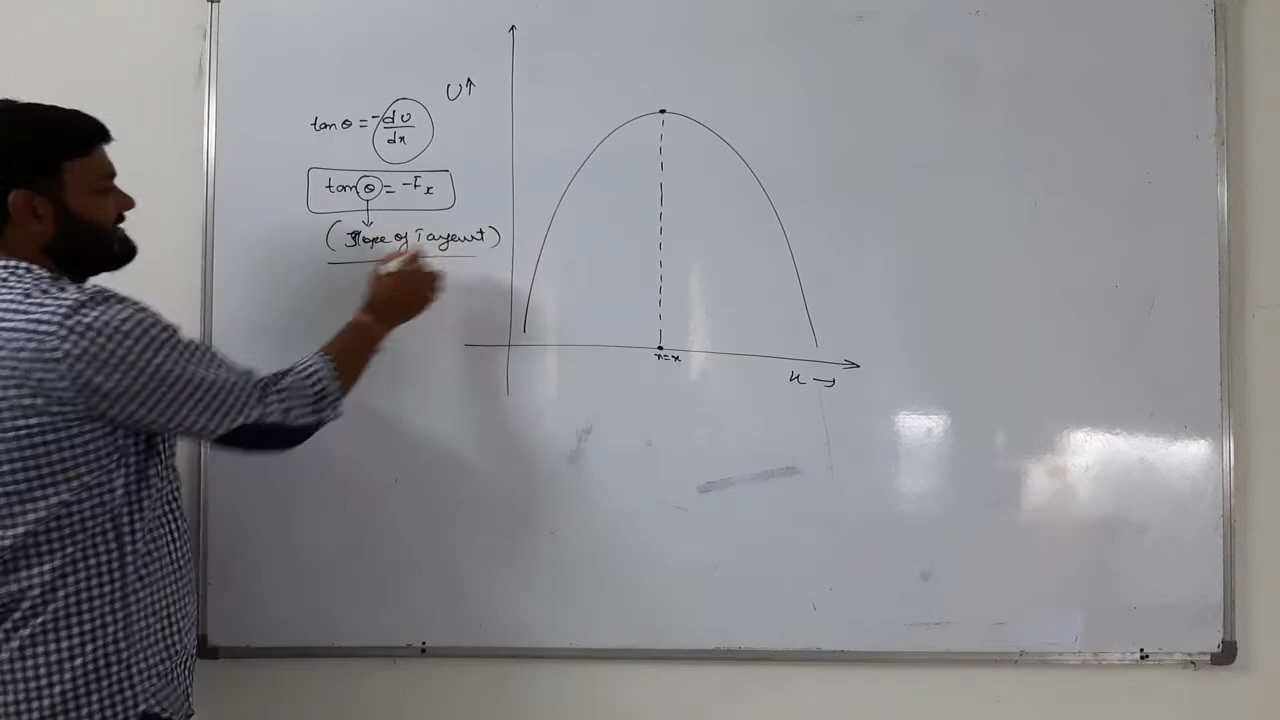 U↑
tan θ = -dU/dx
tan θ = -Fx
(Slope of Tangent)
x=x
x →